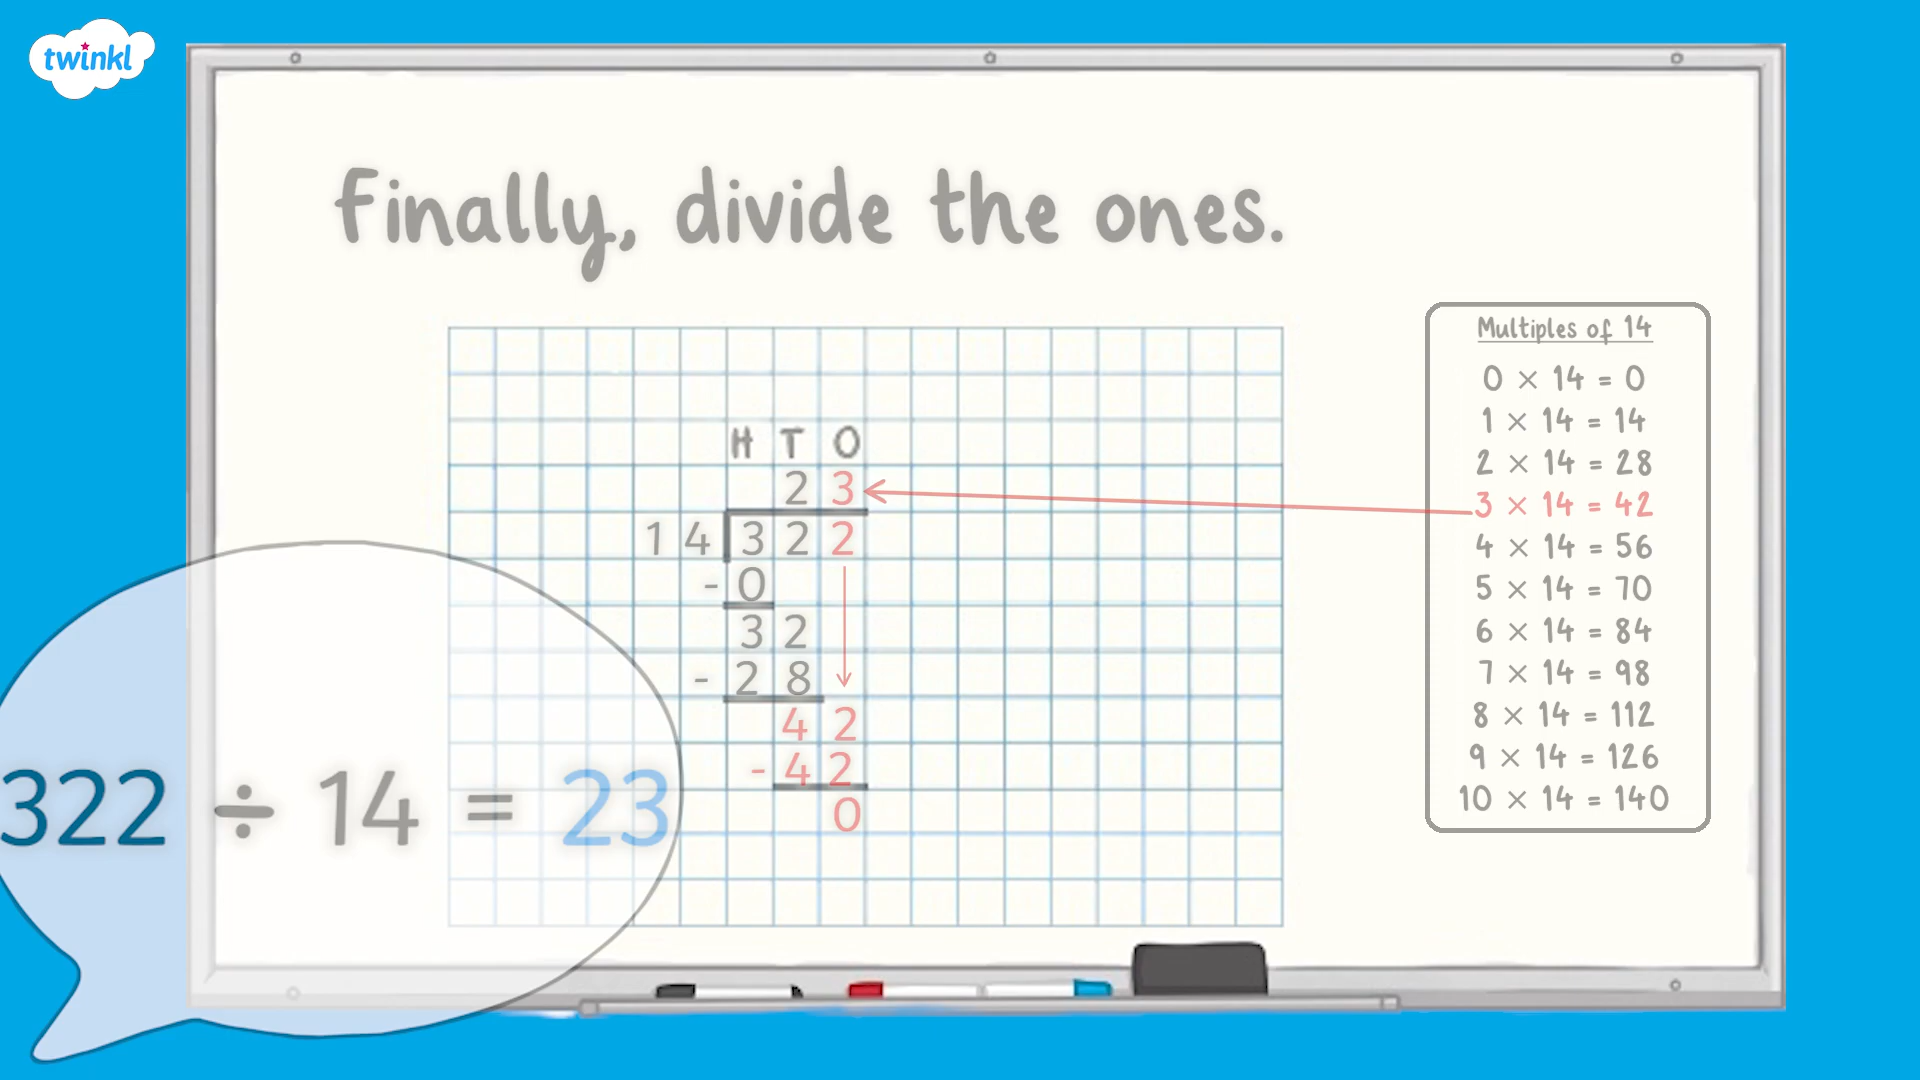 twinkl
Finally, divide the ones.
H T O
2 3
14 322
- 0
3 2
- 2 8
4 2
- 4 2
0
322 ÷ 14 = 23
Multiples of 14
0 × 14 = 0
1 × 14 = 14
2 × 14 = 28
3 × 14 = 42
4 × 14 = 56
5 × 14 = 70
6 × 14 = 84
7 × 14 = 98
8 × 14 = 112
9 × 14 = 126
10 × 14 = 140